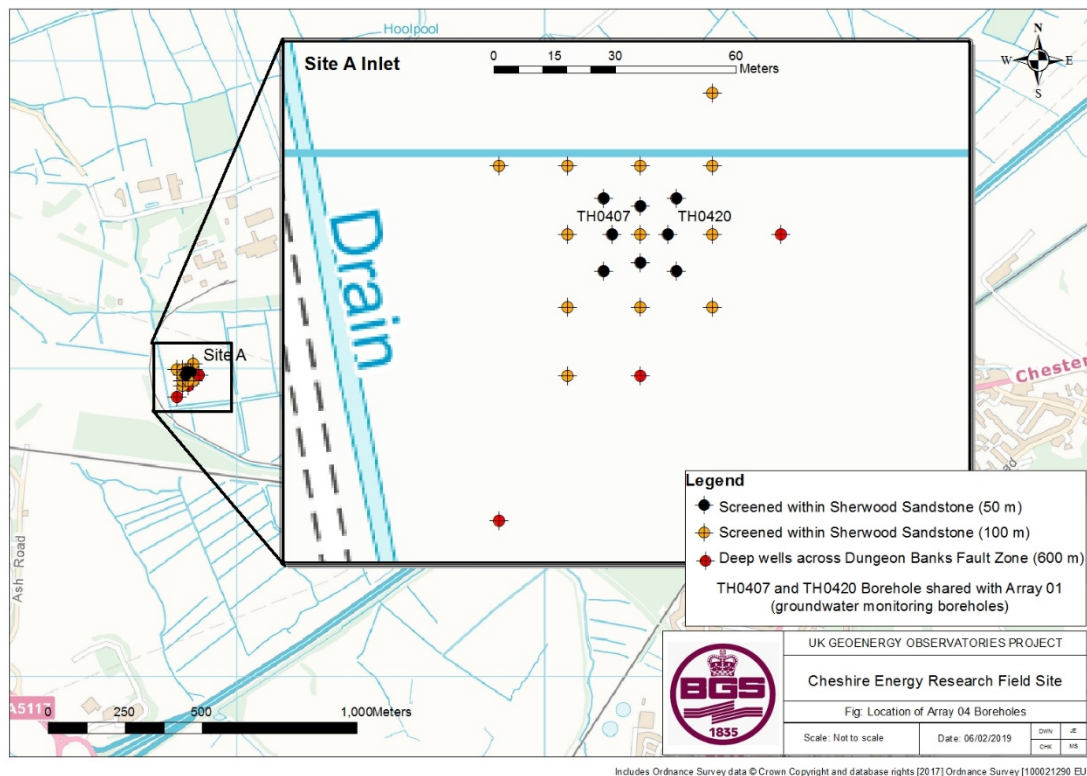 Hoolpool
Site A Inlet
0 15 30 60
Meters
N
W E
S
TH0407 TH0420
Drain
Site A
Chester
Ash Road
Legend
Screened within Sherwood Sandstone (50 m)
Screened within Sherwood Sandstone (100 m)
Deep wells across Dungeon Banks Fault Zone (600 m)
TH0407 and TH0420 Borehole shared with Array 01
(groundwater monitoring boreholes)
A511
0 250 500 1,000Meters
BGS
1835
UK GEOENERGY OBSERVATORIES PROJECT
Cheshire Energy Research Field Site
Fig: Location of Array 04 Boreholes
Scale: Not to scale Date: 06/02/2019 DWN JE
CHK MS
Includes Ordnance Survey data © Crown Copyright and database rights [2017] Ordnance Survey [100021290 EUL]